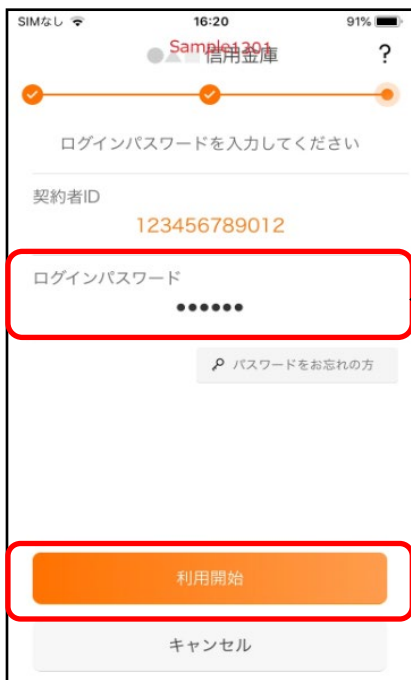 SIMなし 16:20 91%
●▲■信用金庫 ?
Sample1201
ログインパスワードを入力してください
契約者ID
123456789012
ログインパスワード
••••••
パスワードをお忘れの方
利用開始
キャンセル